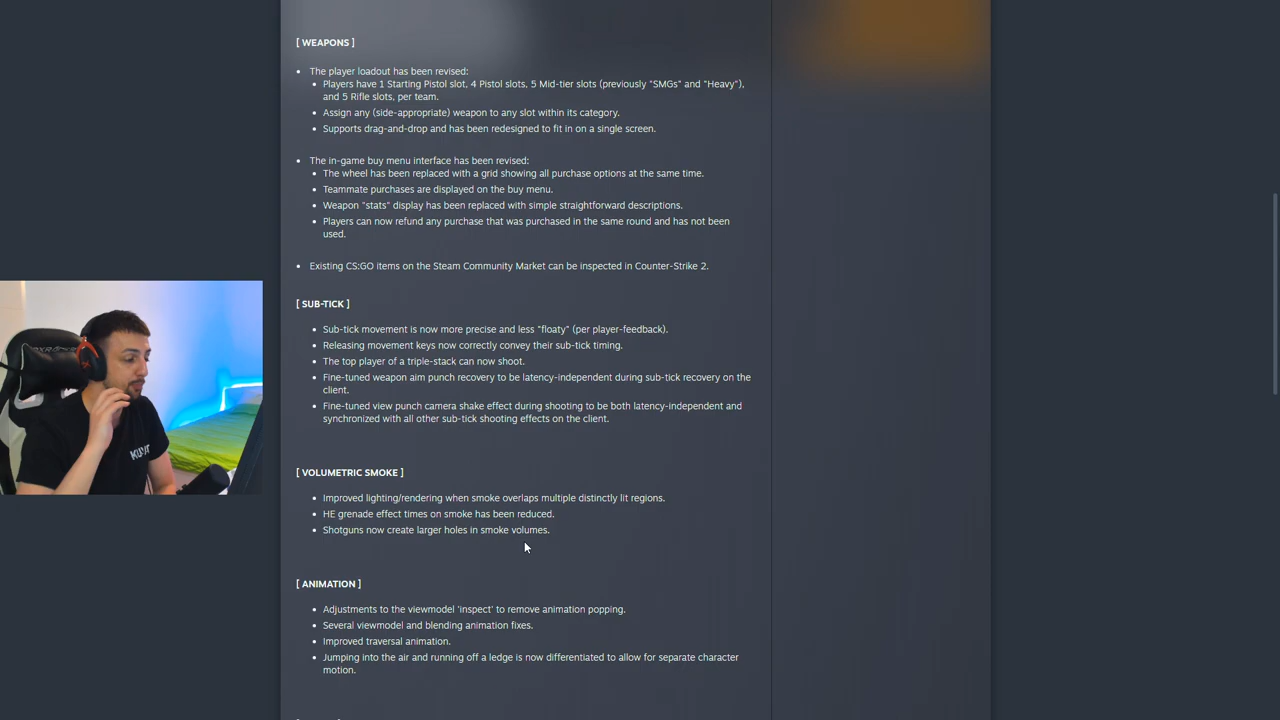 [ WEAPONS ]
The player loadout has been revised:
Players have 1 Starting Pistol slot, 4 Pistol slots, 5 Mid-tier slots (previously "SMGs" and "Heavy"),
and 5 Rifle slots, per team.
Assign any (side-appropriate) weapon to any slot within its category.
Supports drag-and-drop and has been redesigned to fit in on a single screen.
The in-game buy menu interface has been revised:
The wheel has been replaced with a grid showing all purchase options at the same time.
Teammate purchases are displayed on the buy menu.
Weapon "stats" display has been replaced with simple straightforward descriptions.
Players can now refund any purchase that was purchased in the same round and has not been
used.
Existing CS:GO items on the Steam Community Market can be inspected in Counter-Strike 2.
[ SUB-TICK ]
Sub-tick movement is now more precise and less "floaty" (per player-feedback).
Releasing movement keys now correctly convey their sub-tick timing.
The top player of a triple-stack can now shoot.
Fine-tuned weapon aim punch recovery to be latency-independent during sub-tick recovery on the
client.
Fine-tuned view punch camera shake effect during shooting to be both latency-independent and
synchronized with all other sub-tick shooting effects on the client.
[ VOLUMETRIC SMOKE ]
Improved lighting/rendering when smoke overlaps multiple distinctly lit regions.
HE grenade effect times on smoke has been reduced.
Shotguns now create larger holes in smoke volumes.
[ ANIMATION ]
Adjustments to the viewmodel 'inspect' to remove animation popping.
Several viewmodel and blending animation fixes.
Improved traversal animation.
Jumping into the air and running off a ledge is now differentiated to allow for separate character
motion.